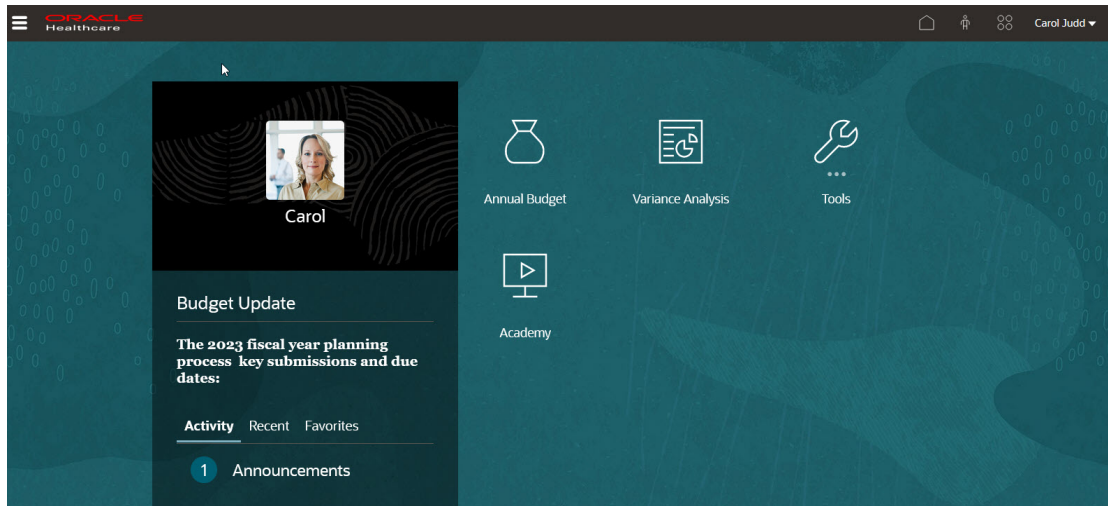 ORACLE
Healthcare
Carol Judd
Carol
Annual Budget
Variance Analysis
Tools
Academy
Budget Update
The 2023 fiscal year planning
process key submissions and due
dates:
Activity Recent Favorites
1 Announcements